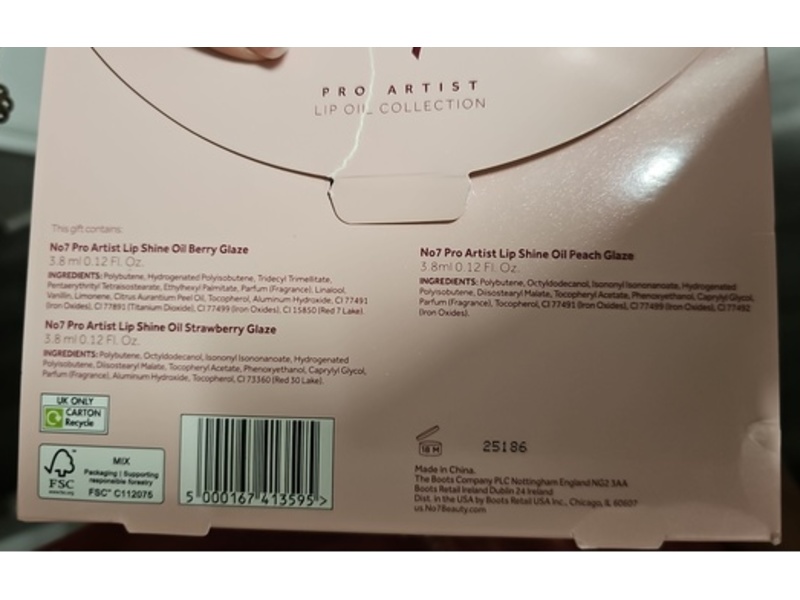 PRO ARTIST
LIP OIL COLLECTION
This gift contains:
No7 Pro Artist Lip Shine Oil Berry Glaze
3.8 ml 0.12 Fl. Oz.
INGREDIENTS: Polybutene, Hydrogenated Polyisobutene, Tridecyl Trimellitate,
Pentaerythrityl Tetraisostearate, Ethylhexyl Palmitate, Parfum (Fragrance), Linalool,
Vanillin, Limonene, Citrus Aurantium Peel Oil, Tocopherol, Aluminum Hydroxide, CI 77491
(Iron Oxides), CI 77891 (Titanium Dioxide), CI 77499 (Iron Oxides), CI 15850 (Red 7 Lake).
No7 Pro Artist Lip Shine Oil Strawberry Glaze
3.8 ml 0.12 Fl. Oz.
INGREDIENTS: Polybutene, Octyldodecanol, Isononyl Isononanoate, Hydrogenated
Polyisobutene, Diisostearyl Malate, Tocopheryl Acetate, Phenoxyethanol, Caprylyl Glycol,
Parfum (Fragrance), Aluminum Hydroxide, Tocopherol, CI 73360 (Red 30 Lake).
No7 Pro Artist Lip Shine Oil Peach Glaze
3.8ml 0.12 Fl. Oz.
INGREDIENTS: Polybutene, Octyldodecanol, Isononyl Isononanoate, Hydrogenated
Polyisobutene, Diisostearyl Malate, Tocopheryl Acetate, Phenoxyethanol, Caprylyl Glycol,
Parfum (Fragrance), Tocopherol, CI 77491 (Iron Oxides), CI 77499 (Iron Oxides), CI 77492
(Iron Oxides).
UK ONLY
CARTON
Recycle
FSC
www.fsc.org
MIX
Packaging | Supporting
responsible forestry
FSC™ C112075
5 000167 413595 >
18 M
25186
Made in China.
The Boots Company PLC Nottingham England NG2 3AA
Boots Retail Ireland Dublin 24 Ireland
Dist. in the USA by Boots Retail USA Inc., Chicago, IL 60607
us.No7Beauty.com